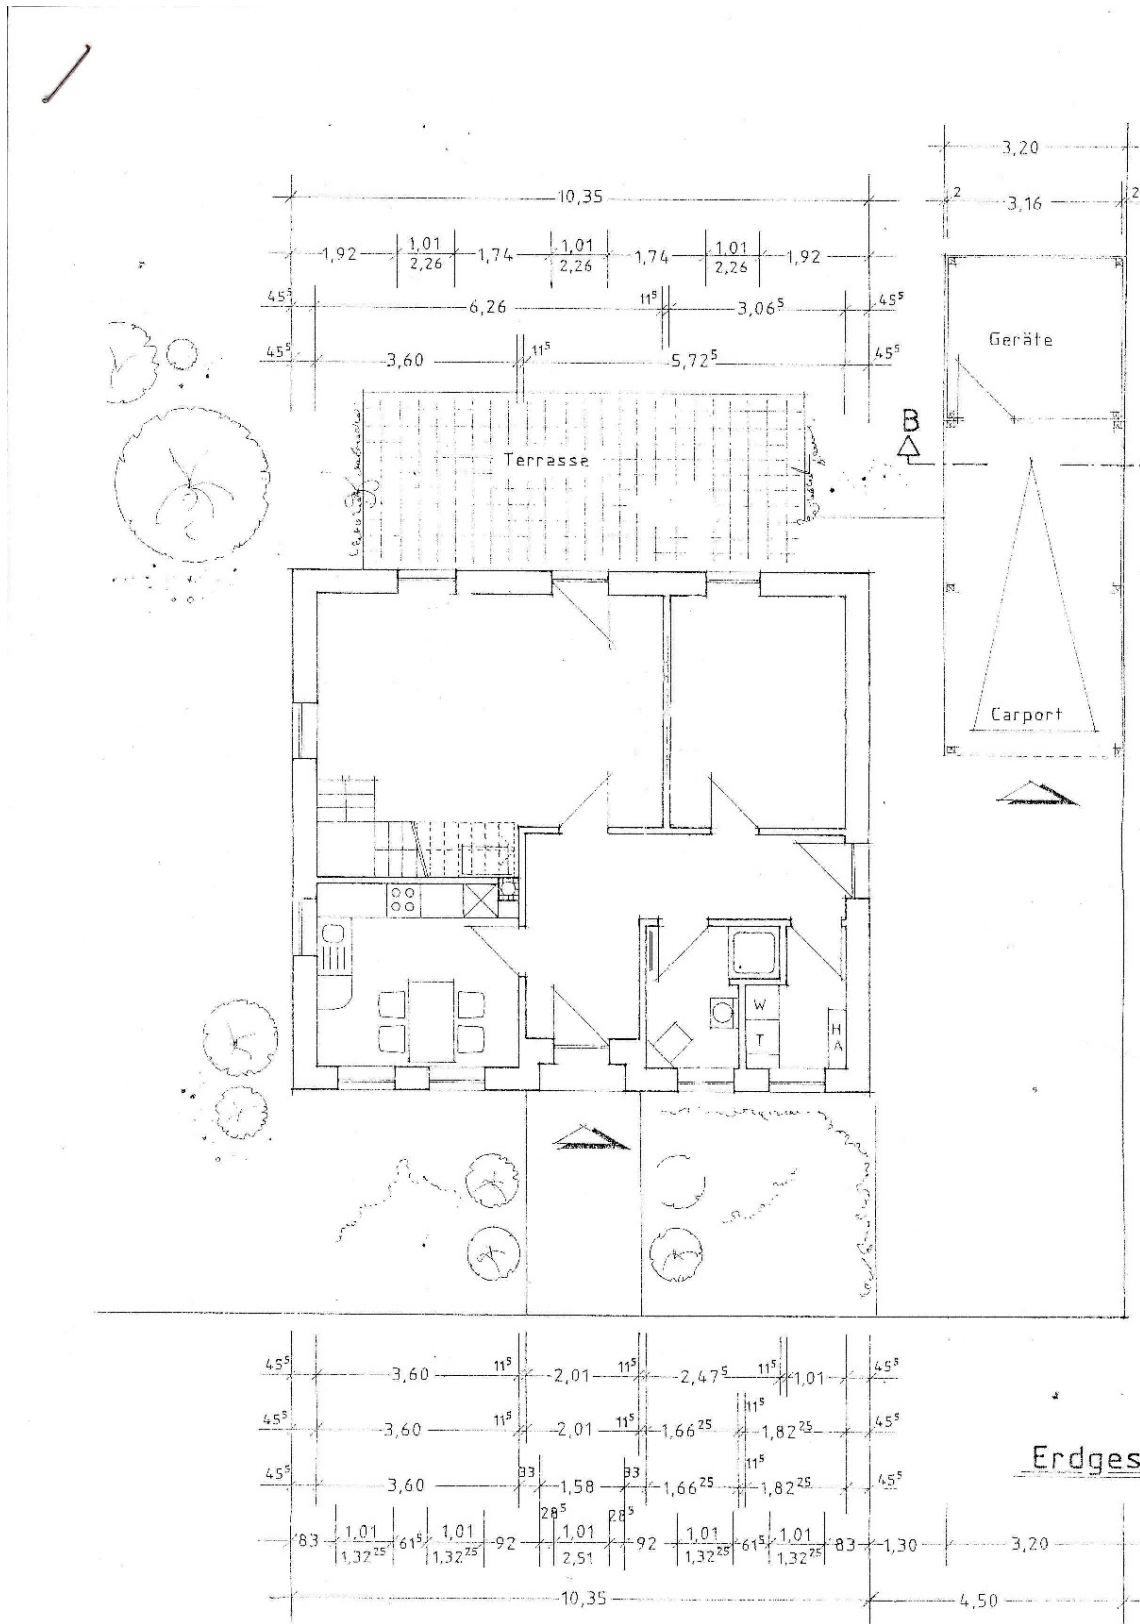 3,20
10,35
2 3,16 2
1,92 1,01 1,74 1,01 1,74 1,01 1,92
2,26 2,26 2,26
45⁵ 6,26 11⁵ 3,06⁵ 45⁵
Geräte
45⁵ 3,60 11⁵ 5,72⁵ 45⁵
B
Terrasse
Carport
W
T
HA
45⁵ 3,60 11⁵ 2,01 11⁵ 2,47⁵ 11⁵ 1,01 45⁵
11⁵
45⁵ 3,60 11⁵ 2,01 11⁵ 1,66²⁵ 1,82²⁵ 45⁵
Erdges
11⁵
45⁵ 3,60 33 1,58 33 1,66²⁵ 1,82²⁵ 45⁵
28⁵ 28⁵
83 1,01 61⁵ 1,01 92 1,01 92 1,01 61⁵ 1,01 83 1,30 3,20
1,32²⁵ 1,32²⁵ 2,51 1,32²⁵ 1,32²⁵
10,35 4,50